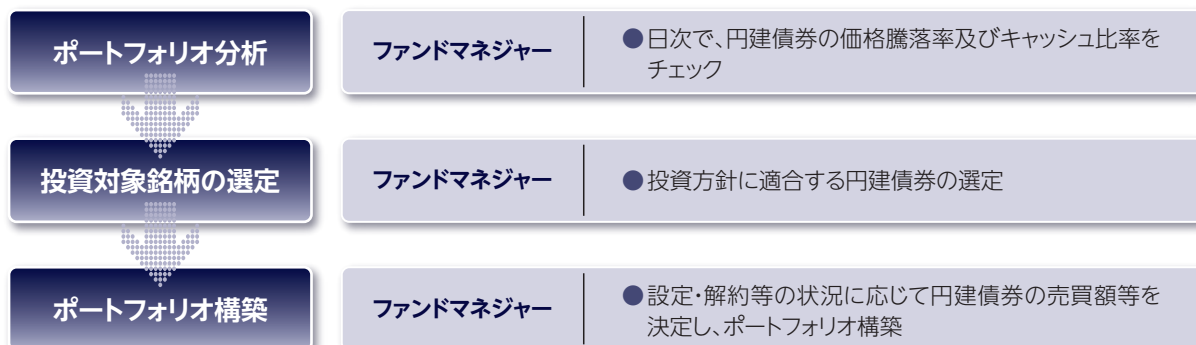 ポートフォリオ分析
ファンドマネジャー
●日次で、円建債券の価格騰落率及びキャッシュ比率を
チェック
投資対象銘柄の選定
ファンドマネジャー
●投資方針に適合する円建債券の選定
ポートフォリオ構築
ファンドマネジャー
●設定・解約等の状況に応じて円建債券の売買額等を
決定し、ポートフォリオ構築